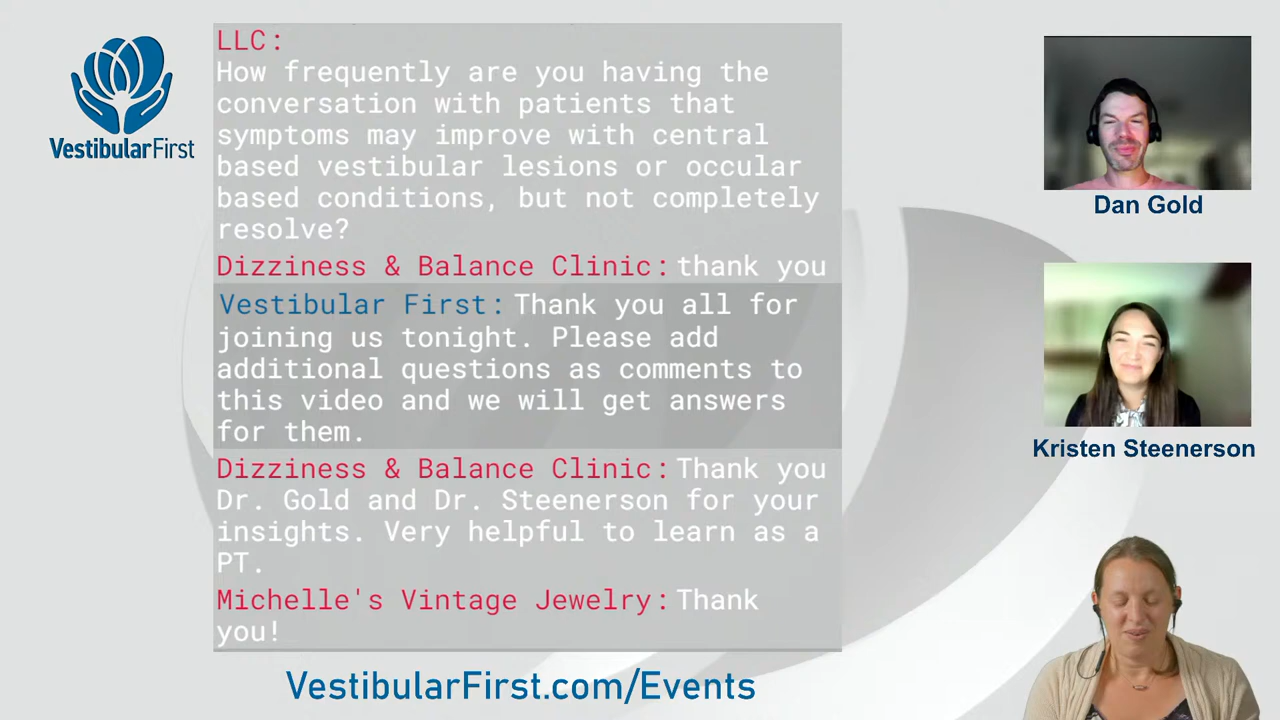 VestibularFirst
LLC:
How frequently are you having the
conversation with patients that
symptoms may improve with central
based vestibular lesions or occular
based conditions, but not completely
resolve?
Dizziness & Balance Clinic: thank you
Vestibular First: Thank you all for
joining us tonight. Please add
additional questions as comments to
this video and we will get answers
for them.
Dizziness & Balance Clinic: Thank you
Dr. Gold and Dr. Steenerson for your
insights. Very helpful to learn as a
PT.
Michelle's Vintage Jewelry: Thank
you!
VestibularFirst.com/Events
Dan Gold
Kristen Steenerson